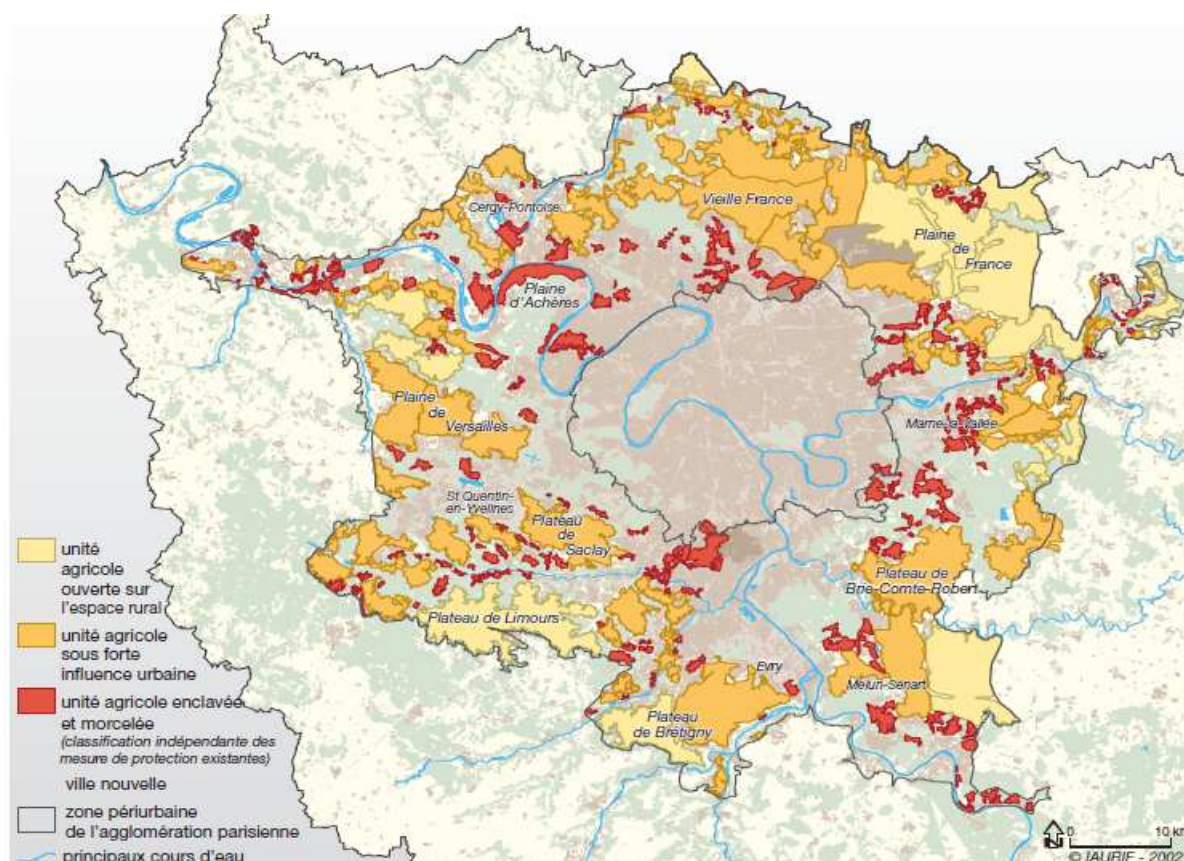 Cergy-Pontoise
Vieille France
Plaine
de
France
Plaine
d'Achères
Plaine
de
Versailles
Marne-la-Vallée
St Quentin-
en-Yvelines
Plateau
de
Saclay
Plateau de
Brie-Comte-Robert
Plateau de Limours
Evry
Melun-Sénart
Plateau
de Brétigny
unité
agricole
ouverte sur
l'espace rural
unité agricole
sous forte
influence urbaine
unité agricole enclavée
et morcelée
(classification indépendante des
mesure de protection existantes)
ville nouvelle
zone périurbaine
de l'agglomération parisienne
principaux cours d'eau
N
0 10 km
© IAURIF - 2002